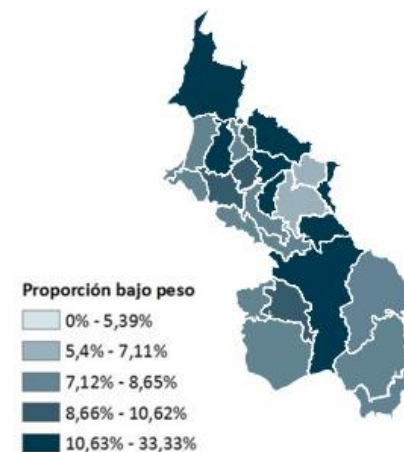 Proporción bajo peso
0% - 5,39%
5,4% - 7,11%
7,12% - 8,65%
8,66% - 10,62%
10,63% - 33,33%